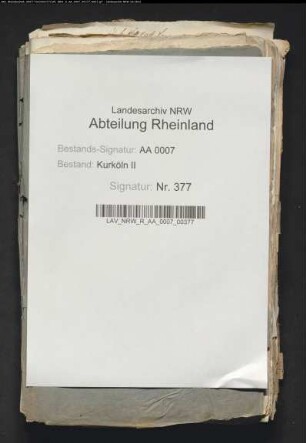 Landesarchiv NRW
Abteilung Rheinland
Bestands-Signatur: AA 0007
Bestand: Kurköln II
Signatur: Nr. 377
LAV_NRW_R_AA_0007_00377